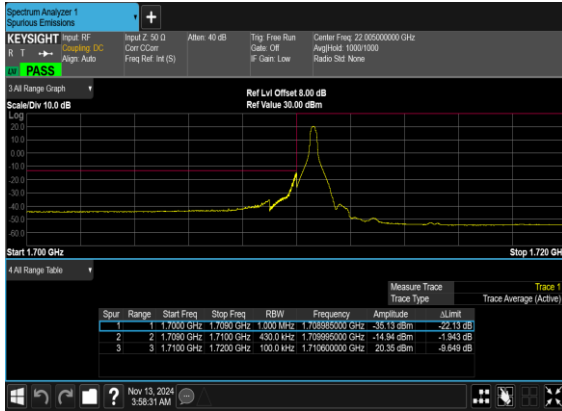 Spectrum Analyzer 1
Spurious Emissions
+
KEYSIGHT Input: RF Input Z: 50 Ω Atten: 40 dB Trig: Free Run Center Freq: 22.005000000 GHz
R T Coupling: DC Corr CCorr Gate: Off Avg|Hold: 1000/1000
Align: Auto Freq Ref: Int (S) IF Gain: Low Radio Std: None
PASS
3 All Range Graph
Ref Lvl Offset 8.00 dB
Scale/Div 10.0 dB Ref Value 30.00 dBm
Log
20.0
10.0
0.00
-10.0
-20.0
-30.0
-40.0
-50.0
-60.0
Start 1.700 GHz Stop 1.720 GH
4 All Range Table
Measure Trace Trace 1
Trace Type Trace Average (Active)
Spur Range Start Freq Stop Freq RBW Frequency Amplitude ΔLimit
1 1 1.7000 GHz 1.7090 GHz 1.000 MHz 1.708985000 GHz -35.13 dBm -22.13 dB
2 2 1.7090 GHz 1.7100 GHz 430.0 kHz 1.709995000 GHz -14.94 dBm -1.943 dB
3 3 1.7100 GHz 1.7200 GHz 100.0 kHz 1.710600000 GHz 20.35 dBm -9.649 dB
? Nov 13, 2024
3:58:31 AM